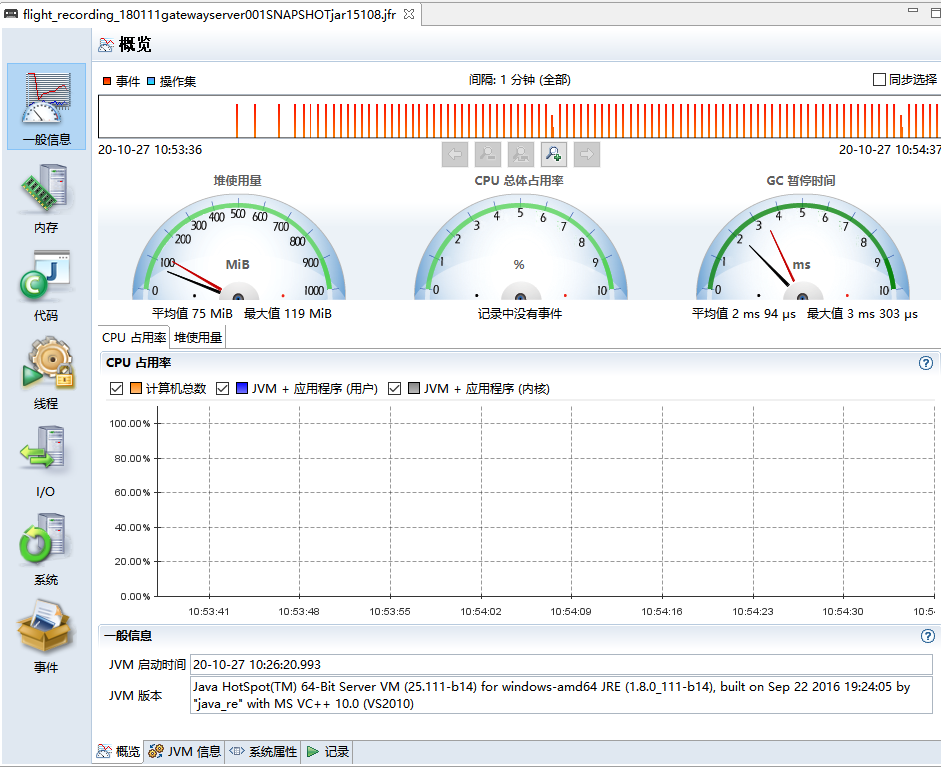 flight_recording_180111gatewayserver001SNAPSHOTjar15108.jfr
概览
一般信息
内存
代码
线程
I/O
系统
事件
事件 操作集 间隔: 1 分钟 (全部) 同步选择
20-10-27 10:53:36 20-10-27 10:54:37
堆使用量 CPU 总体占用率 GC 暂停时间
0 100 200 300 400 500 600 700 800 900 1000
MiB
0 1 2 3 4 5 6 7 8 9 10
%
0 1 2 3 4 5 6 7 8 9 10
ms
平均值 75 MiB 最大值 119 MiB 记录中没有事件 平均值 2 ms 94 µs 最大值 3 ms 303 µs
CPU 占用率 堆使用量
CPU 占用率
计算机总数 JVM + 应用程序 (用户) JVM + 应用程序 (内核)
100.00%
80.00%
60.00%
40.00%
20.00%
0.00%
10:53:41 10:53:48 10:53:55 10:54:02 10:54:09 10:54:16 10:54:23 10:54:30 10:54
一般信息
JVM 启动时间 20-10-27 10:26:20.993
JVM 版本 Java HotSpot(TM) 64-Bit Server VM (25.111-b14) for windows-amd64 JRE (1.8.0_111-b14), built on Sep 22 2016 19:24:05 by
"java_re" with MS VC++ 10.0 (VS2010)
概览 JVM 信息 系统属性 记录